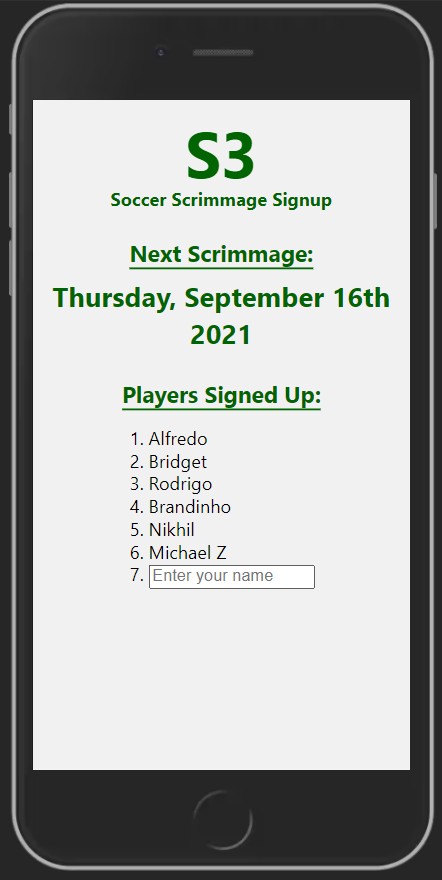 S3
Soccer Scrimmage Signup
Next Scrimmage:
Thursday, September 16th
2021
Players Signed Up:
1. Alfredo
2. Bridget
3. Rodrigo
4. Brandinho
5. Nikhil
6. Michael Z
7. Enter your name